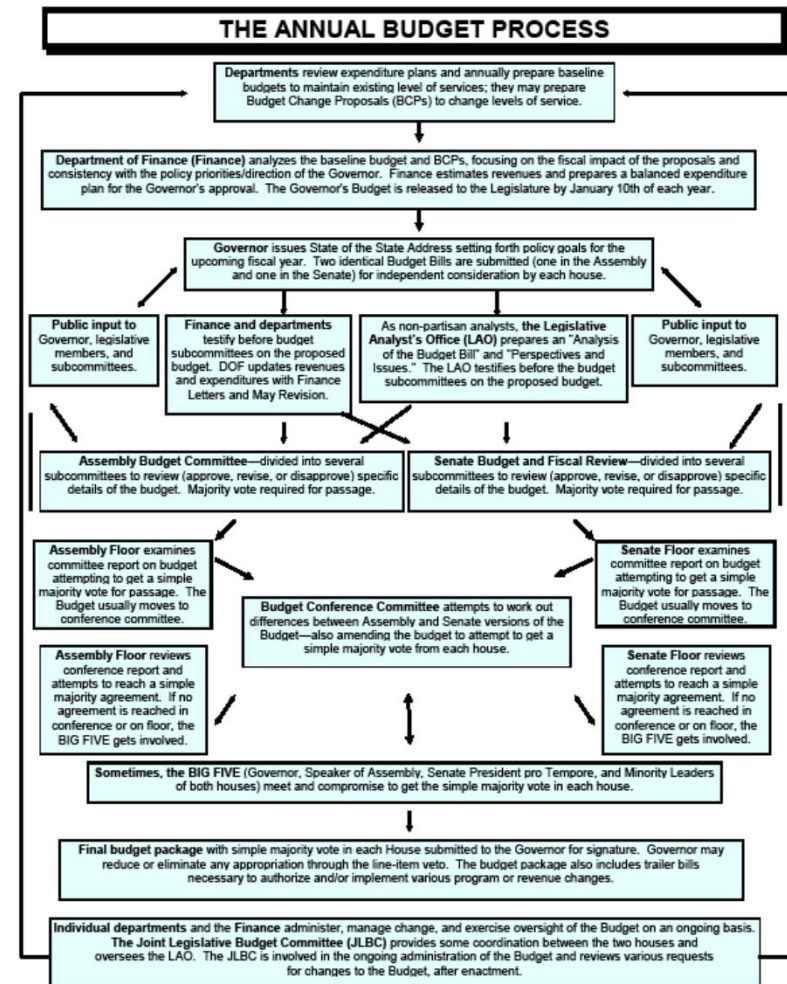 THE ANNUAL BUDGET PROCESS
Departments review expenditure plans and annually prepare baseline
budgets to maintain existing level of services; they may prepare
Budget Change Proposals (BCPs) to change levels of service.
Department of Finance (Finance) analyzes the baseline budget and BCPs, focusing on the fiscal impact of the proposals and
consistency with the policy priorities/direction of the Governor. Finance estimates revenues and prepares a balanced expenditure
plan for the Governor's approval. The Governor's Budget is released to the Legislature by January 10th of each year.
Governor issues State of the State Address setting forth policy goals for the
upcoming fiscal year. Two identical Budget Bills are submitted (one in the Assembly
and one in the Senate) for independent consideration by each house.
Public input to
Governor, legislative
members, and
subcommittees.
Finance and departments
testify before budget
subcommittees on the proposed
budget. DOF updates revenues
and expenditures with Finance
Letters and May Revision.
As non-partisan analysts, the Legislative
Analyst's Office (LAO) prepares an "Analysis
of the Budget Bill" and "Perspectives and
Issues." The LAO testifies before the budget
subcommittees on the proposed budget.
Public input to
Governor, legislative
members, and
subcommittees.
Assembly Budget Committee—divided into several
subcommittees to review (approve, revise, or disapprove) specific
details of the budget. Majority vote required for passage.
Senate Budget and Fiscal Review—divided into several
subcommittees to review (approve, revise, or disapprove) specific
details of the budget. Majority vote required for passage.
Assembly Floor examines
committee report on budget
attempting to get a simple
majority vote for passage. The
Budget usually moves to
conference committee.
Budget Conference Committee attempts to work out
differences between Assembly and Senate versions of the
Budget—also amending the budget to attempt to get a
simple majority vote from each house.
Senate Floor examines
committee report on budget
attempting to get a simple
majority vote for passage. The
Budget usually moves to
conference committee.
Assembly Floor reviews
conference report and
attempts to reach a simple
majority agreement. If no
agreement is reached in
conference or on floor, the
BIG FIVE gets involved.
Senate Floor reviews
conference report and
attempts to reach a simple
majority agreement. If no
agreement is reached in
conference or on floor, the
BIG FIVE gets involved.
Sometimes, the BIG FIVE (Governor, Speaker of Assembly, Senate President pro Tempore, and Minority Leaders
of both houses) meet and compromise to get the simple majority vote in each house.
Final budget package with simple majority vote in each House submitted to the Governor for signature. Governor may
reduce or eliminate any appropriation through the line-item veto. The budget package also includes trailer bills
necessary to authorize and/or implement various program or revenue changes.
Individual departments and the Finance administer, manage change, and exercise oversight of the Budget on an ongoing basis.
The Joint Legislative Budget Committee (JLBC) provides some coordination between the two houses and
oversees the LAO. The JLBC is involved in the ongoing administration of the Budget and reviews various requests
for changes to the Budget, after enactment.